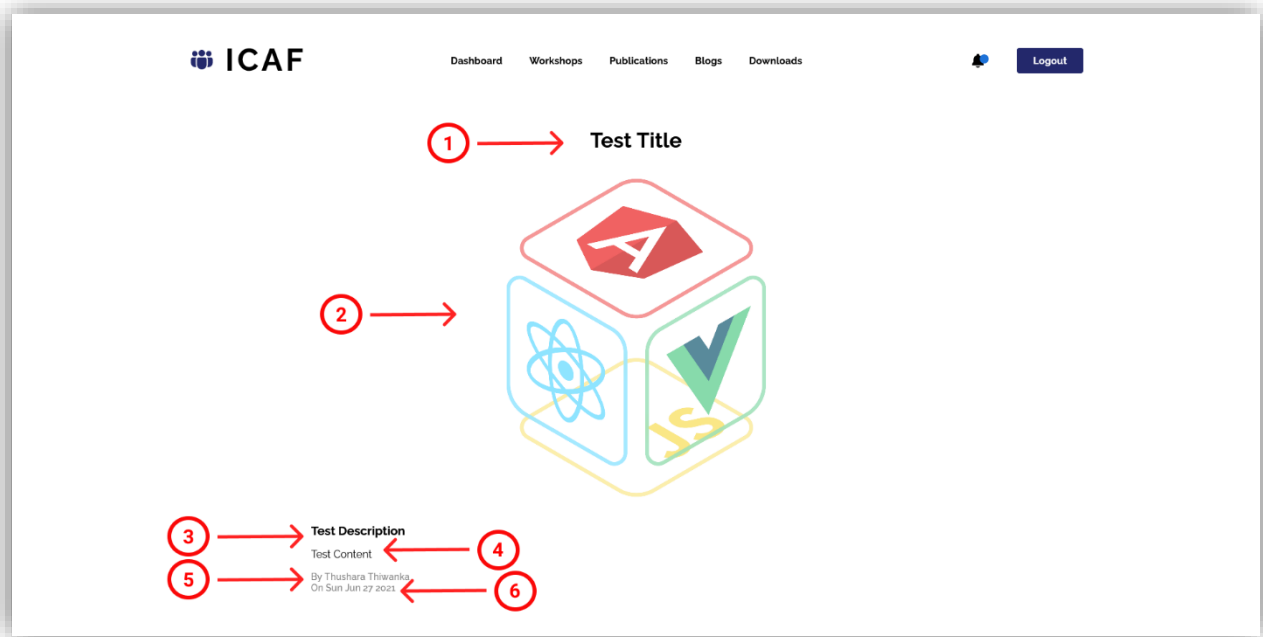 ICAF
Dashboard Workshops Publications Blogs Downloads
Logout
1
Test Title
A
2
JS
3
Test Description
4
Test Content
5
By Thushara Thiwanka
On Sun Jun 27 2021
6